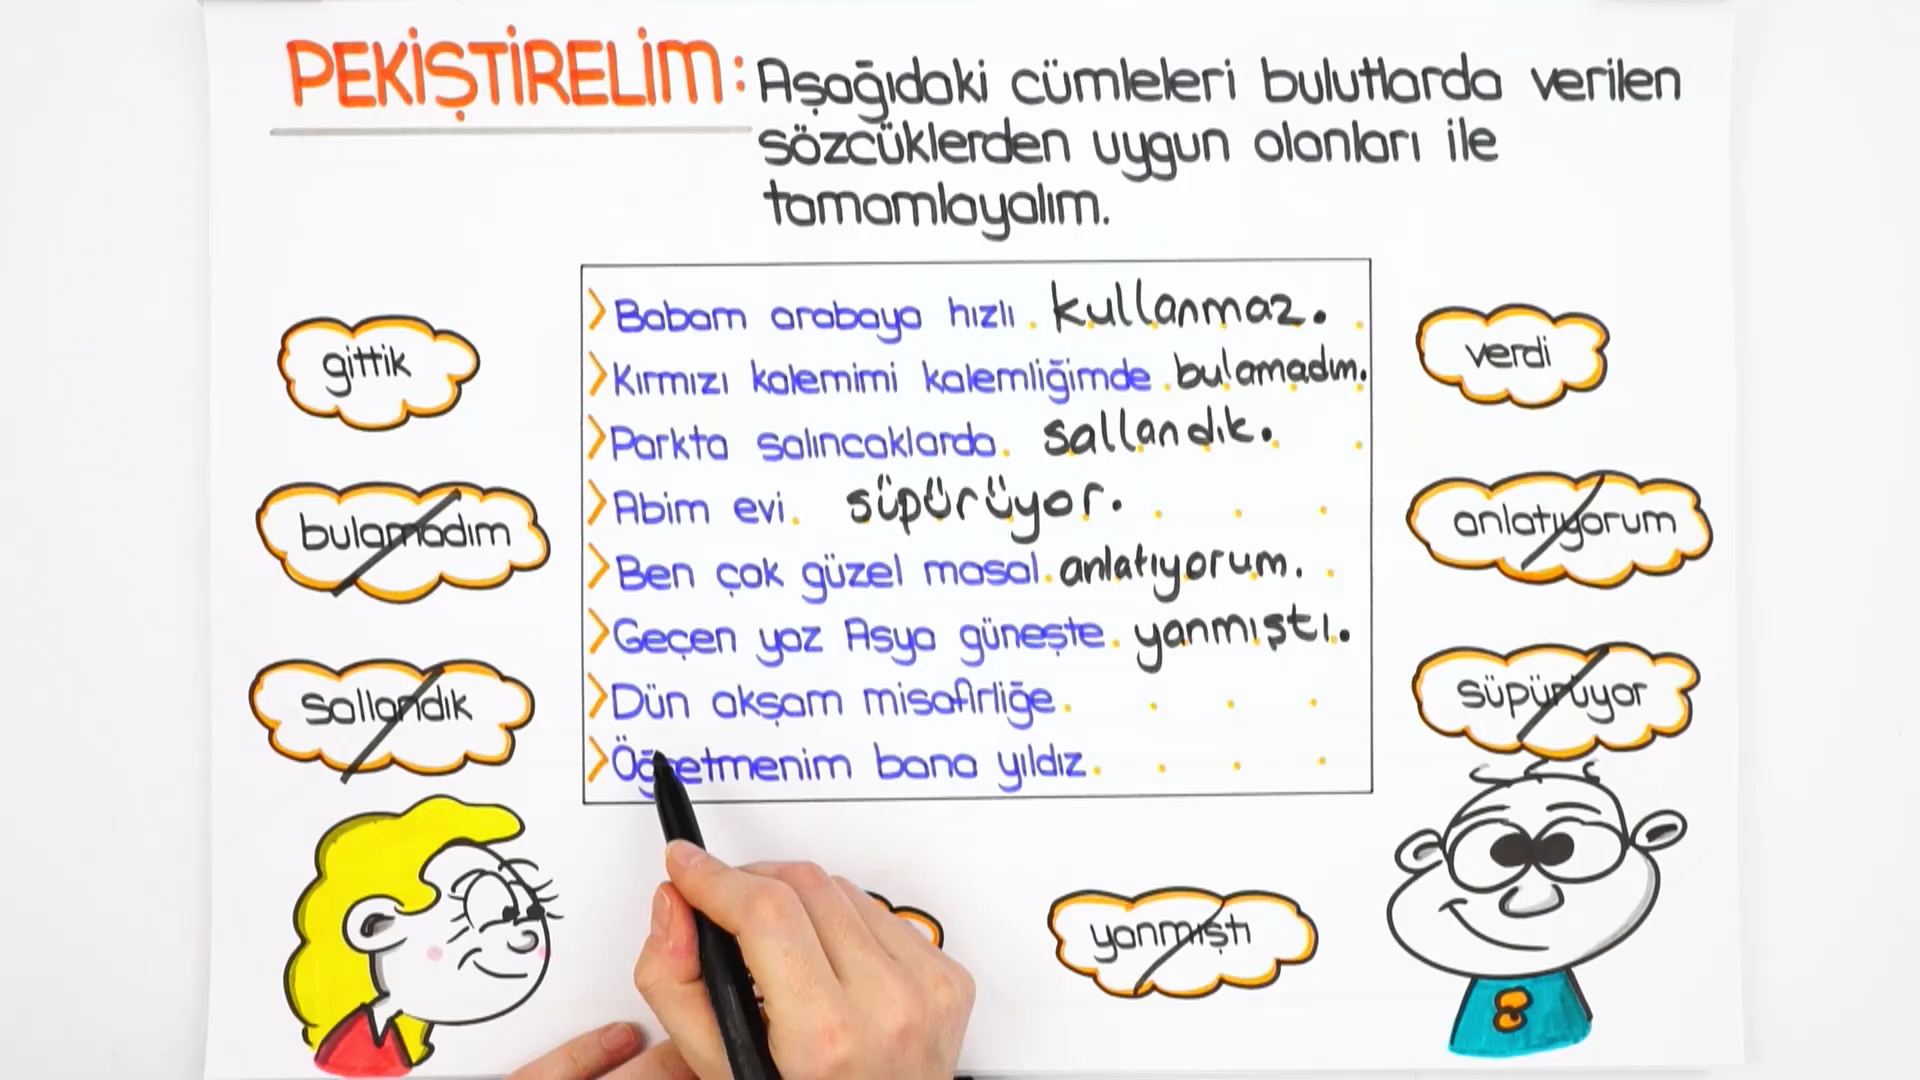 PEKİŞTİRELİM: Aşağıdaki cümleleri bulutlarda verilen
sözcüklerden uygun olanları ile
tamamlayalım.
gittik
bulamadım
sallandık
Babam arabaya hızlı . kullanmaz.
Kırmızı kalemimi kalemliğimde . bulamadım.
Parkta salıncaklarda . sallandık.
Abim evi . süpürüyor. . . .
Ben çok güzel masal . anlatıyorum. .
Geçen yaz Asya güneşte . yanmıştı.
Dün akşam misafirliğe . . . .
Öğretmenim bana yıldız . . . .
verdi
anlatıyorum
süpürüyor
yanmıştı